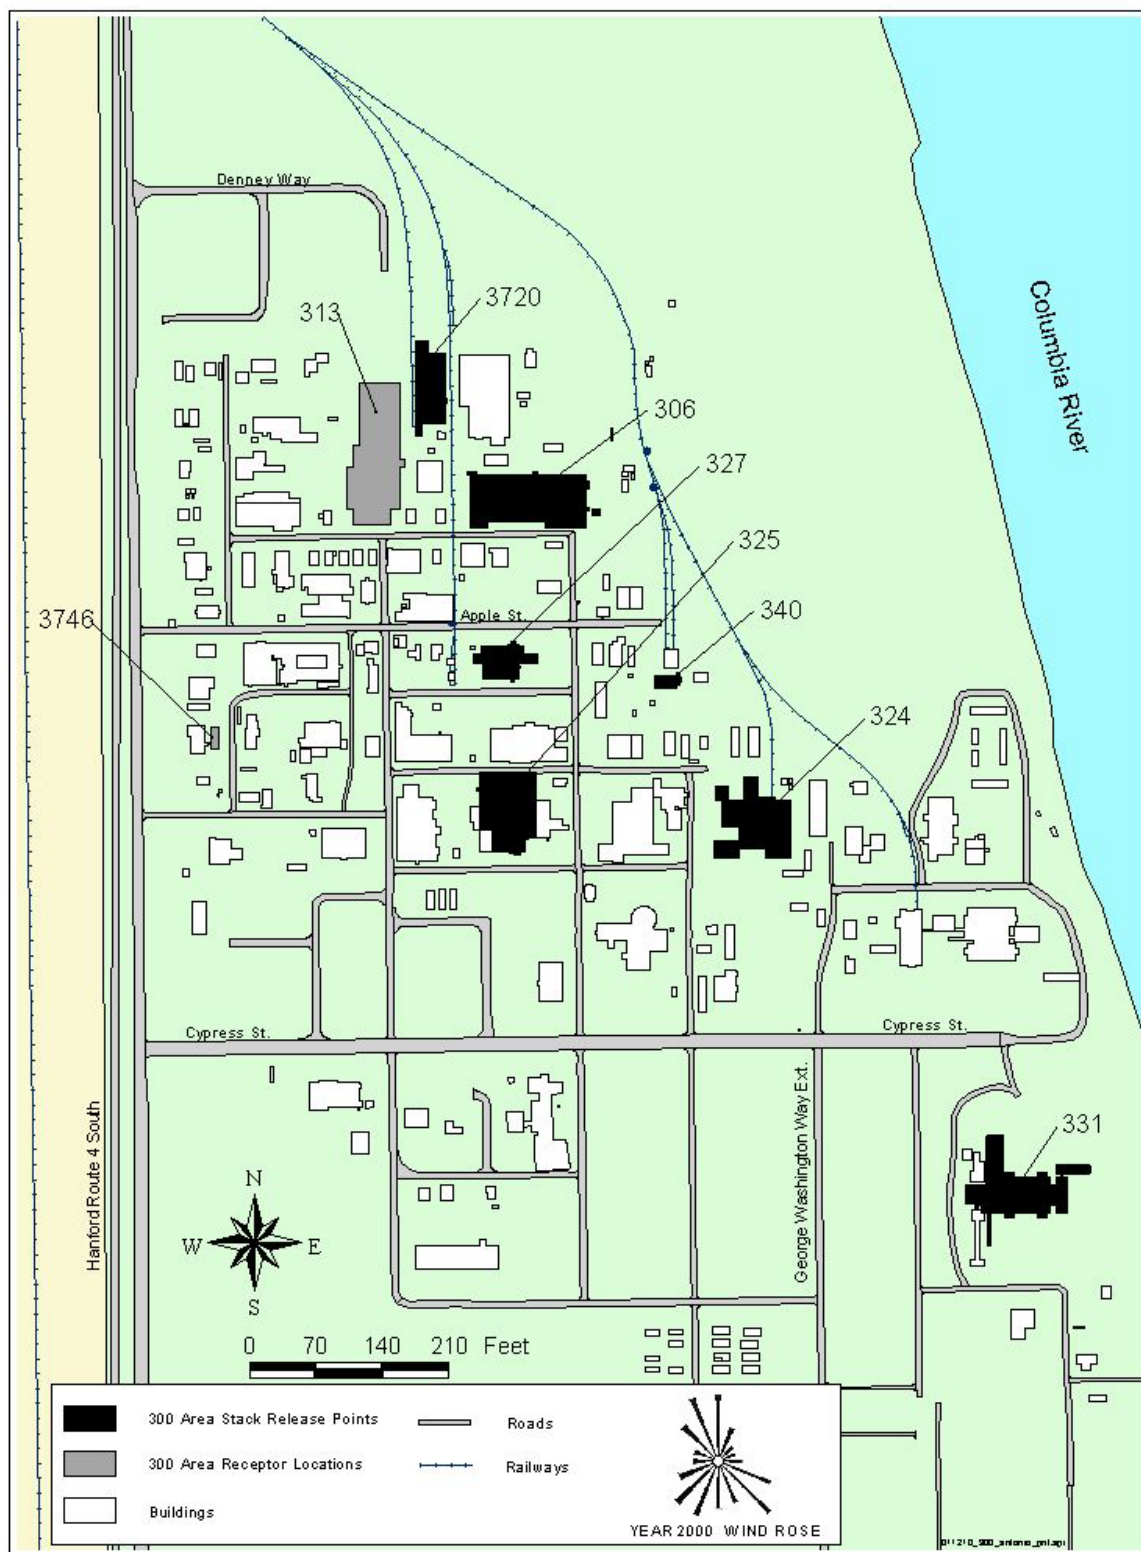 Denney Way
3720
313
Columbia River
306
327
325
Apple St.
3746
340
324
Cypress St.
Cypress St.
Hanford Route 4 South
George Washington Way Ext.
331
N
W E
S
0 70 140 210 Feet
300 Area Stack Release Points
Roads
300 Area Receptor Locations
Railways
Buildings
YEAR 2000 WIND ROSE